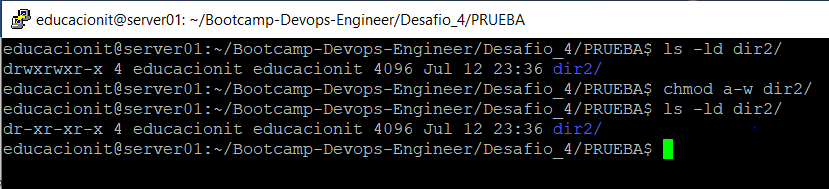 educacionit@server01:~/Bootcamp-Devops-Engineer/Desafio_4/PRUEBA
educacionit@server01:~/Bootcamp-Devops-Engineer/Desafio_4/PRUEBA$ ls -ld dir2/
drwxrwxr-x 4 educacionit educacionit 4096 Jul 12 23:36 dir2/
educacionit@server01:~/Bootcamp-Devops-Engineer/Desafio_4/PRUEBA$ chmod a-w dir2/
educacionit@server01:~/Bootcamp-Devops-Engineer/Desafio_4/PRUEBA$ ls -ld dir2/
dr-xr-xr-x 4 educacionit educacionit 4096 Jul 12 23:36 dir2/
educacionit@server01:~/Bootcamp-Devops-Engineer/Desafio_4/PRUEBA$